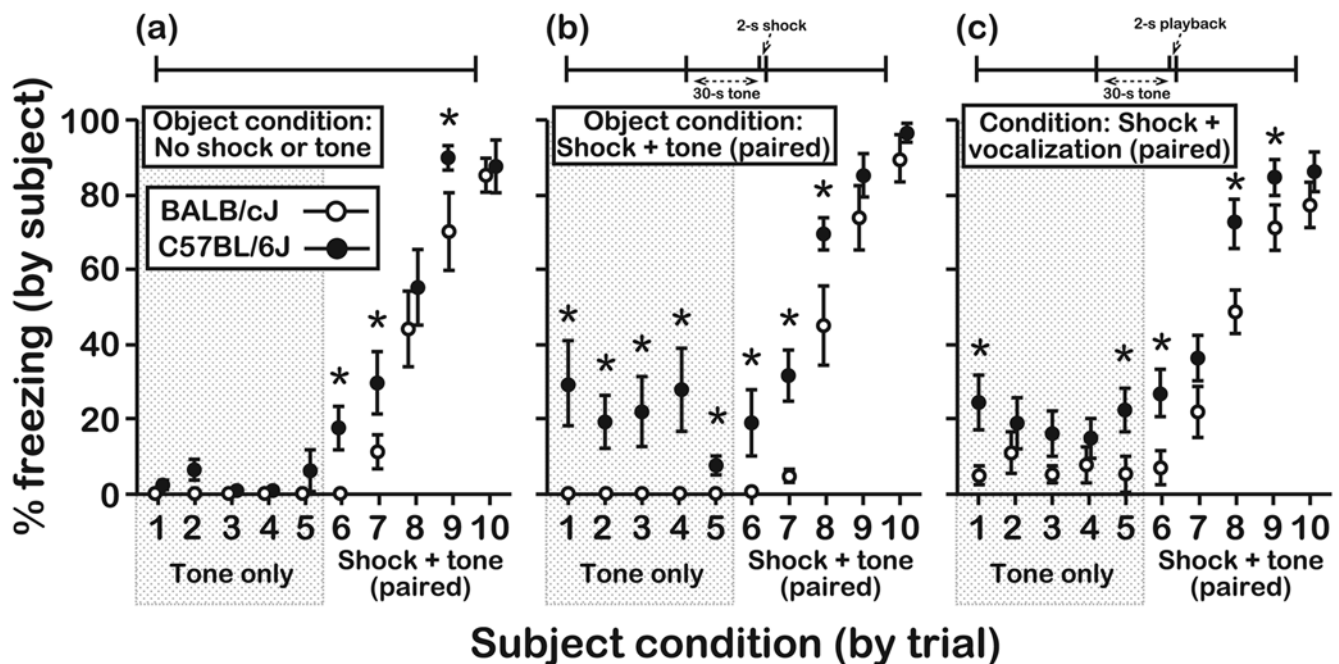 (a)
(b)
(c)
2-s shock
2-s playback
30-s tone
30-s tone
Object condition:
No shock or tone
Object condition:
Shock + tone (paired)
Condition: Shock +
vocalization (paired)
BALB/cJ
C57BL/6J
% freezing (by subject)
100
80
60
40
20
0
* * * *
* * * * * * * *
* * * * *
1 2 3 4 5 6 7 8 9 10
1 2 3 4 5 6 7 8 9 10
1 2 3 4 5 6 7 8 9 10
Tone only
Shock + tone
(paired)
Tone only
Shock + tone
(paired)
Tone only
Shock + tone
(paired)
Subject condition (by trial)